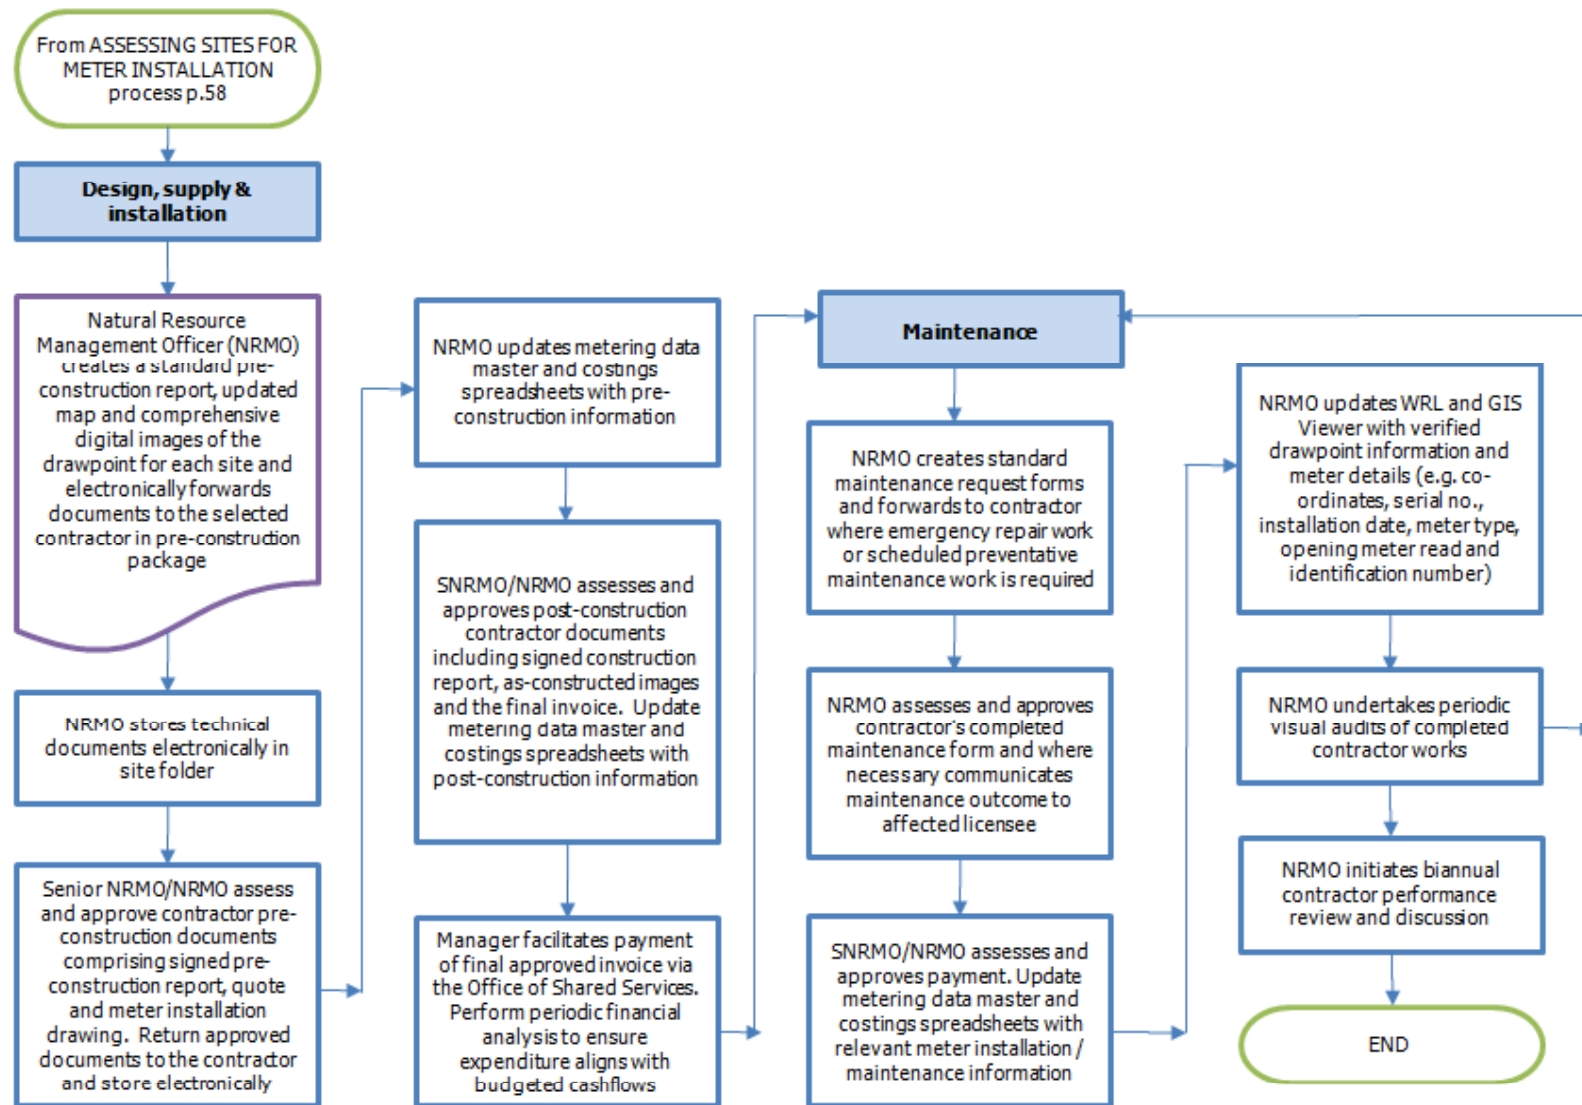 From ASSESSING SITES FOR
METER INSTALLATION
process p.58
Design, supply &
installation
Natural Resource
Management Officer (NRMO)
creates a standard pre-
construction report, updated
map and comprehensive
digital images of the
drawpoint for each site and
electronically forwards
documents to the selected
contractor in pre-construction
package
NRMO stores technical
documents electronically in
site folder
Senior NRMO/NRMO assess
and approve contractor pre-
construction documents
comprising signed pre-
construction report, quote
and meter installation
drawing. Return approved
documents to the contractor
and store electronically
NRMO updates metering data
master and costings
spreadsheets with pre-
construction information
SNRMO/NRMO assesses and
approves post-construction
contractor documents
including signed construction
report, as-constructed images
and the final invoice. Update
metering data master and
costings spreadsheets with
post-construction information
Manager facilitates payment
of final approved invoice via
the Office of Shared Services.
Perform periodic financial
analysis to ensure
expenditure aligns with
budgeted cashflows
Maintenance
NRMO creates standard
maintenance request forms
and forwards to contractor
where emergency repair work
or scheduled preventative
maintenance work is required
NRMO assesses and approves
contractor's completed
maintenance form and where
necessary communicates
maintenance outcome to
affected licensee
SNRMO/NRMO assesses and
approves payment. Update
metering data master and
costings spreadsheets with
relevant meter installation /
maintenance information
NRMO updates WRL and GIS
Viewer with verified
drawpoint information and
meter details (e.g. co-
ordinates, serial no.,
installation date, meter type,
opening meter read and
identification number)
NRMO undertakes periodic
visual audits of completed
contractor works
NRMO initiates biannual
contractor performance
review and discussion
END